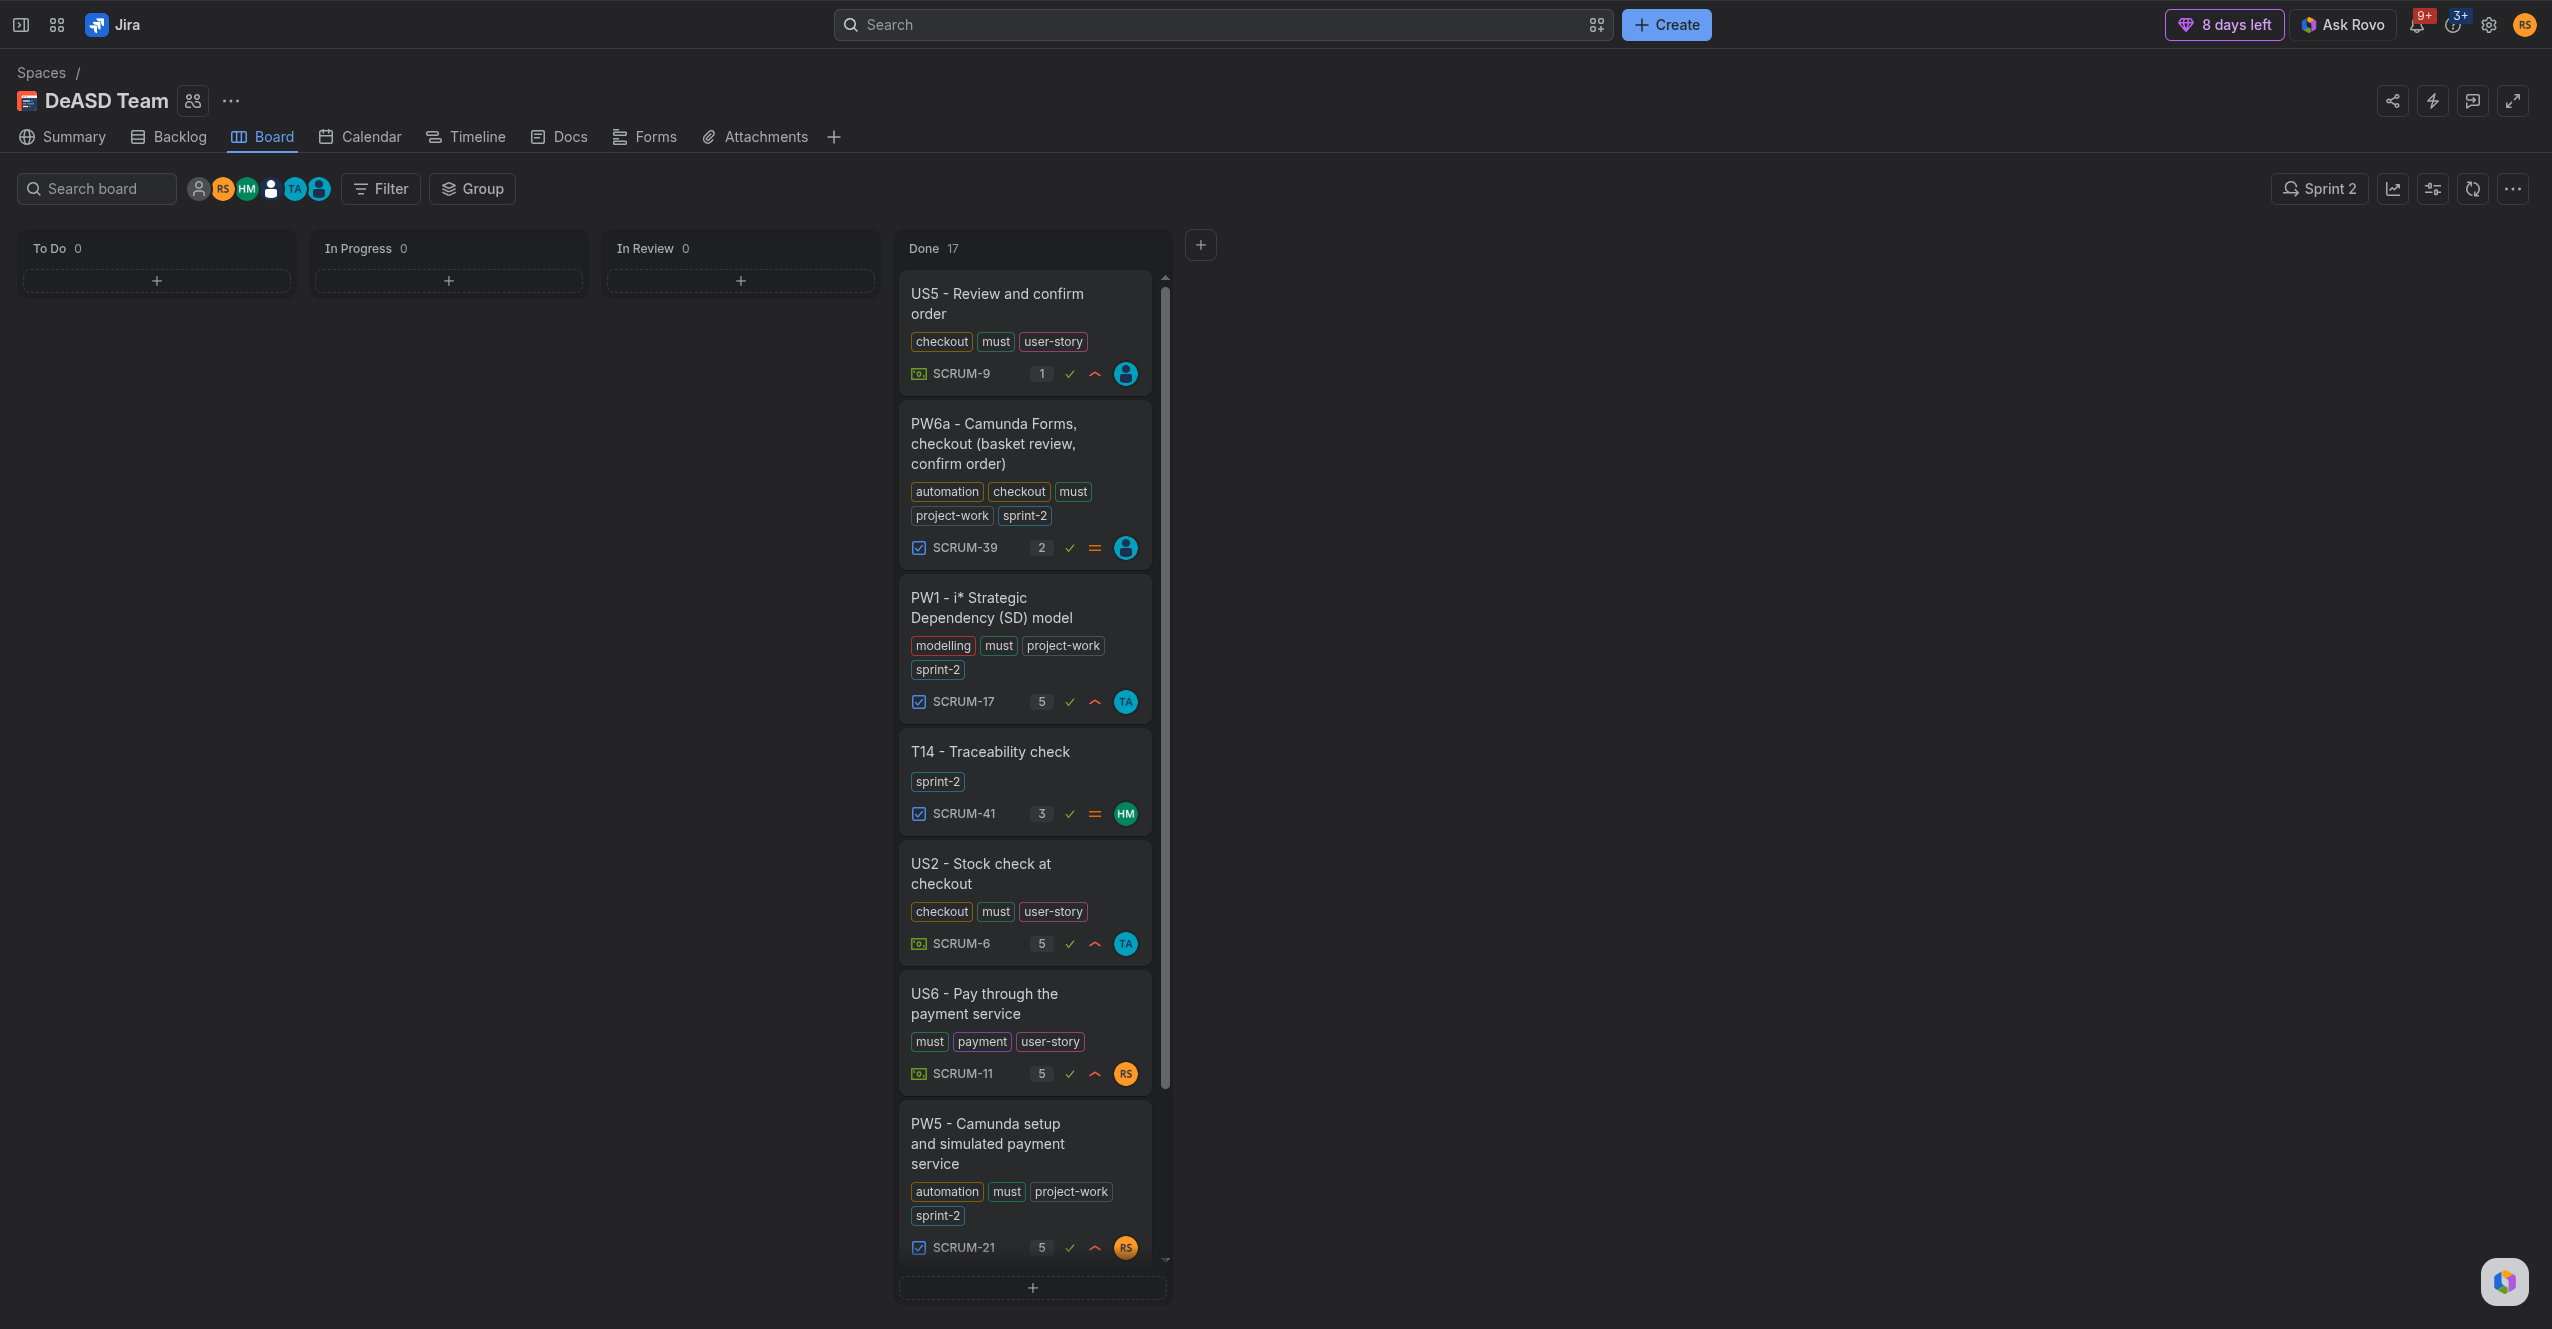 Jira
Search
Create
8 days left
Ask Rovo
9+
3+
RS
Spaces /
DeASD Team
Summary
Backlog
Board
Calendar
Timeline
Docs
Forms
Attachments
Search board
RS
HM
TA
Filter
Group
Sprint 2
To Do 0
In Progress 0
In Review 0
Done 17
US5 - Review and confirm
order
checkout must user-story
SCRUM-9 1
PW6a - Camunda Forms,
checkout (basket review,
confirm order)
automation checkout must
project-work sprint-2
SCRUM-39 2
PW1 - i* Strategic
Dependency (SD) model
modelling must project-work
sprint-2
SCRUM-17 5 TA
T14 - Traceability check
sprint-2
SCRUM-41 3 HM
US2 - Stock check at
checkout
checkout must user-story
SCRUM-6 5 TA
US6 - Pay through the
payment service
must payment user-story
SCRUM-11 5 RS
PW5 - Camunda setup
and simulated payment
service
automation must project-work
sprint-2
SCRUM-21 5 RS